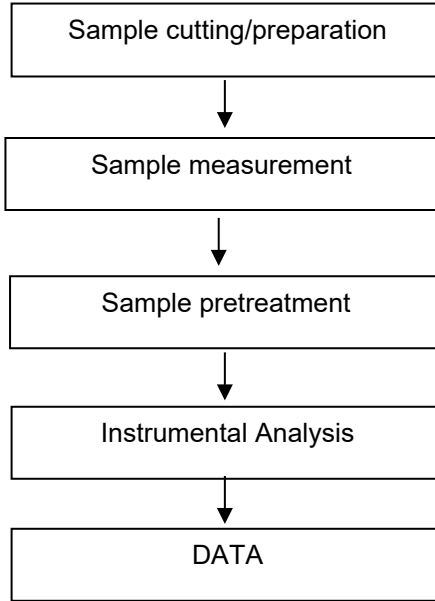 Sample cutting/preparation
Sample measurement
Sample pretreatment
Instrumental Analysis
DATA